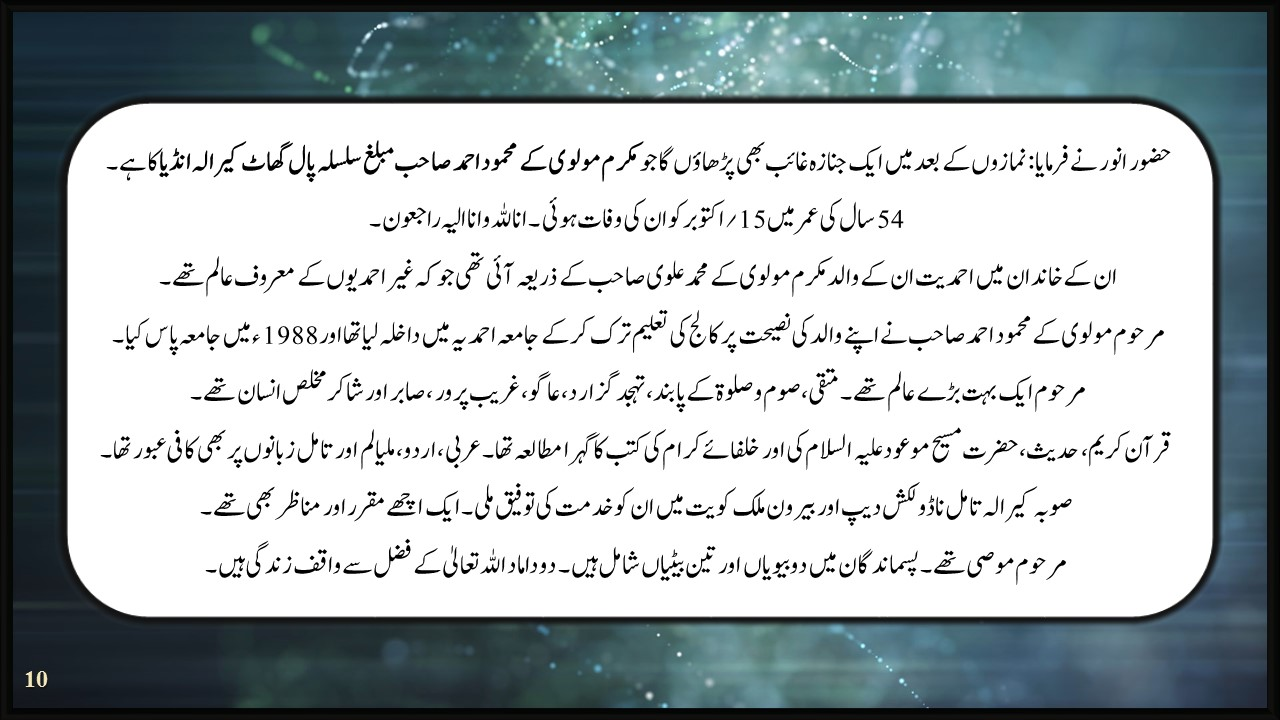 حضور انور نے فرمایا: نمازوں کے بعد میں ایک جنازہ غائب بھی پڑھاؤں گا جو مکرم مولوی کے محمود احمد صاحب مبلغ سلسلہ پال گھاٹ کیرالہ انڈیا کا ہے۔
54 سال کی عمر میں 15؍اکتوبر کو ان کی وفات ہوئی۔ اناللہ وانا الیہ راجعون۔
ان کے خاندان میں احمدیت ان کے والد مکرم مولوی کے محمد علوی صاحب کے ذریعہ آئی تھی جو کہ غیر احمدیوں کے معروف عالم تھے۔
مرحوم مولوی کے محمود احمد صاحب نے اپنے والد کی نصیحت پر کالج کی تعلیم ترک کرکے جامعہ احمدیہ میں داخلہ لیا تھا اور 1988ء میں جامعہ پاس کیا۔
مرحوم ایک بہت بڑے عالم تھے۔ متقی، صوم و صلوۃ کے پابند، تہجد گزار د،عاگو، غریب پرور، صابر اور شاکر مخلص انسان تھے۔
قرآن کریم، حدیث، حضرت مسیح موعود علیہ السلام کی اور خلفائے کرام کی کتب کا گہرا مطالعہ تھا۔ عربی، اردو، ملیالم اور تامل زبانوں پر بھی کافی عبور تھا۔
صوبہ کیرالہ تامل ناڈو لکش دیپ اور بیرون ملک کویت میں ان کو خدمت کی توفیق ملی۔ ایک اچھے مقرر اور مناظر بھی تھے۔
مرحوم موصی تھے۔ پسماندگان میں دو بیویاں اور تین بیٹیاں شامل ہیں۔ دو داماد اللہ تعالیٰ کے فضل سے واقف زندگی ہیں۔
10